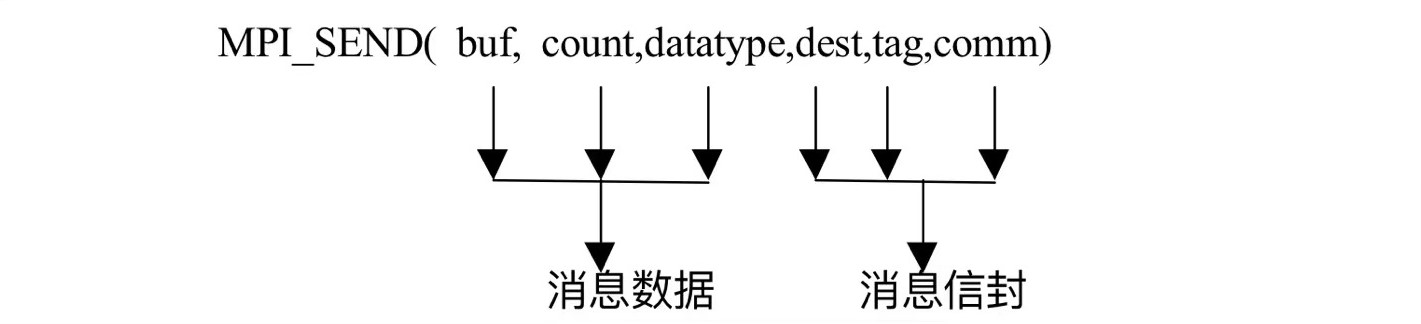 MPI_SEND( buf, count,datatype,dest,tag,comm)
消息数据 消息信封